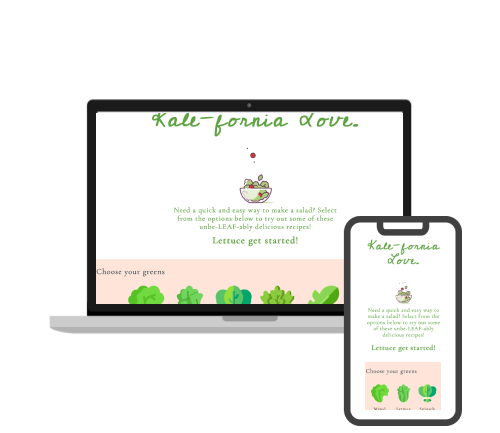 Kale-fornia Love.
Need a quick and easy way to make a salad? Select
from the options below to try out some of these
unbe-LEAF-ably delicious recipes!
Lettuce get started!
Choose your greens
Kale-fornia
Love.
Need a quick and easy way to
make a salad? Select from the
options below to try out some
of these unbe-LEAF-ably
delicious recipes!
Lettuce get started!
Choose your greens